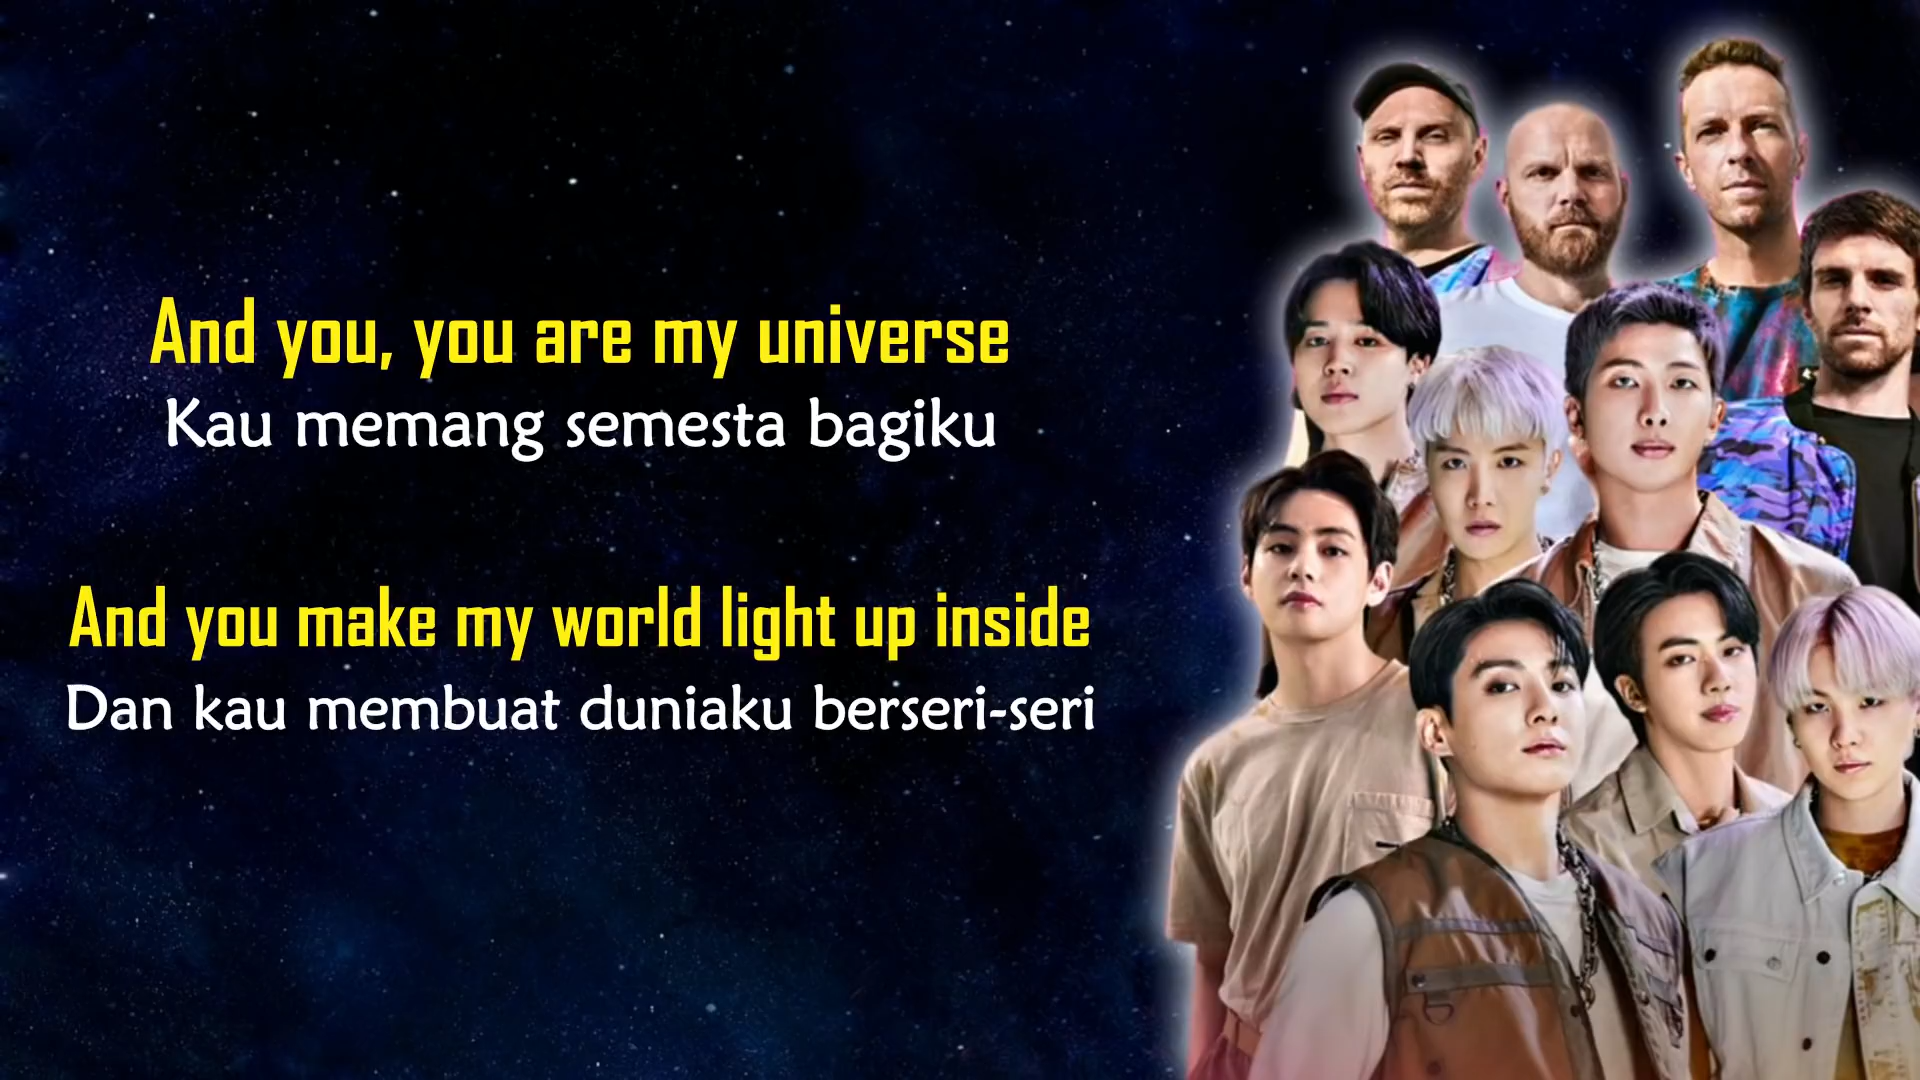 And you, you are my universe
Kau memang semesta bagiku
And you make my world light up inside
Dan kau membuat duniaku berseri-seri